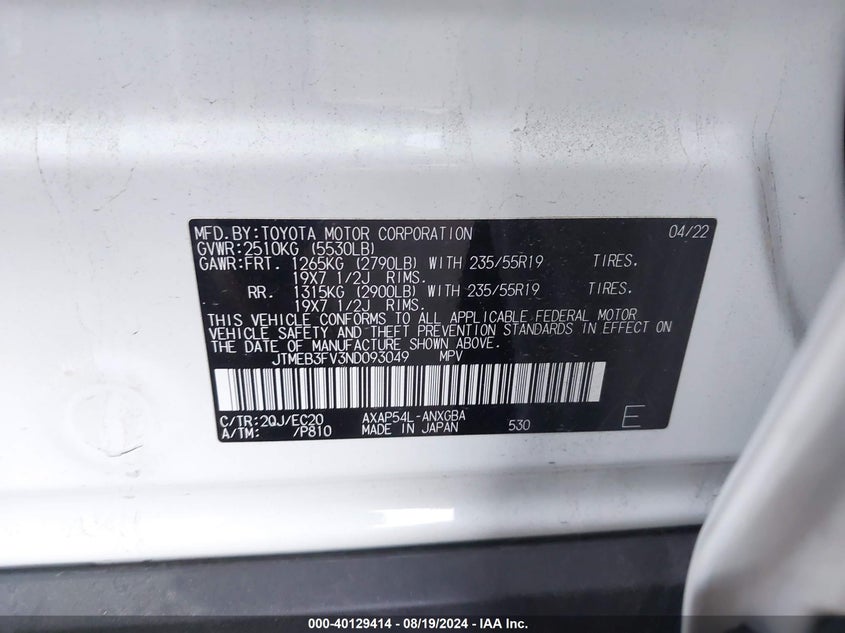 MFD.BY:TOYOTA MOTOR CORPORATION 04/22
GVWR:2510KG (5530LB)
GAWR:FRT. 1265KG (2790LB) WITH 235/55R19 TIRES.
19X7 1/2J RIMS.
RR. 1315KG (2900LB) WITH 235/55R19 TIRES.
19X7 1/2J RIMS.
THIS VEHICLE CONFORMS TO ALL APPLICABLE FEDERAL MOTOR
VEHICLE SAFETY AND THEFT PREVENTION STANDARDS IN EFFECT ON
THE DATE OF MANUFACTURE SHOWN ABOVE.
JTMEB3FV3ND093049 MPV
C/TR:2QJ/EC20 AXAP54L-ANXGBA
A/TM: /P810 MADE IN JAPAN 530 E
000-40129414 - 08/19/2024 - IAA Inc.